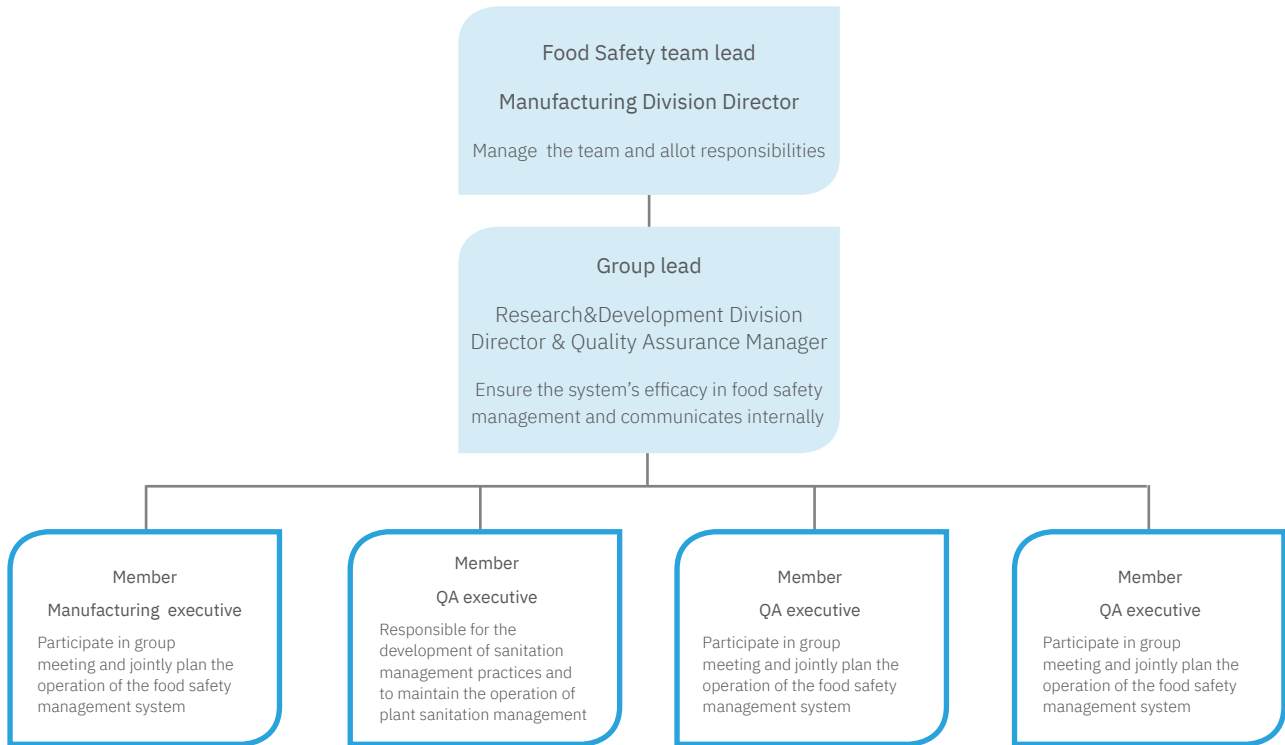 Food Safety team lead
Manufacturing Division Director
Manage the team and allot responsibilities
Group lead
Research&Development Division
Director & Quality Assurance Manager
Ensure the system's efficacy in food safety
management and communicates internally
Member
Manufacturing executive
Participate in group
meeting and jointly plan the
operation of the food safety
management system
Member
QA executive
Responsible for the
development of sanitation
management practices and
to maintain the operation of
plant sanitation management
Member
QA executive
Participate in group
meeting and jointly plan the
operation of the food safety
management system
Member
QA executive
Participate in group
meeting and jointly plan the
operation of the food safety
management system